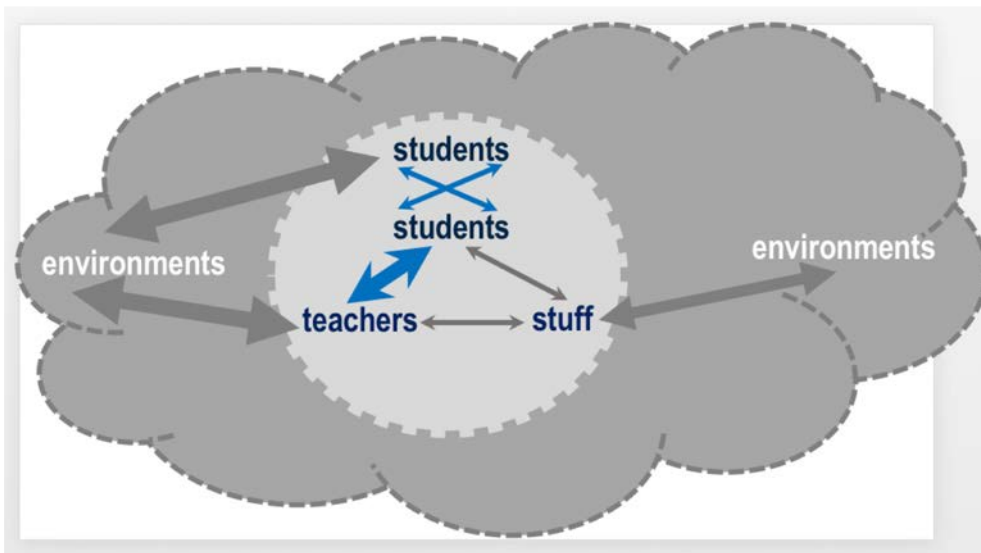 students
students
environments
environments
teachers
stuff